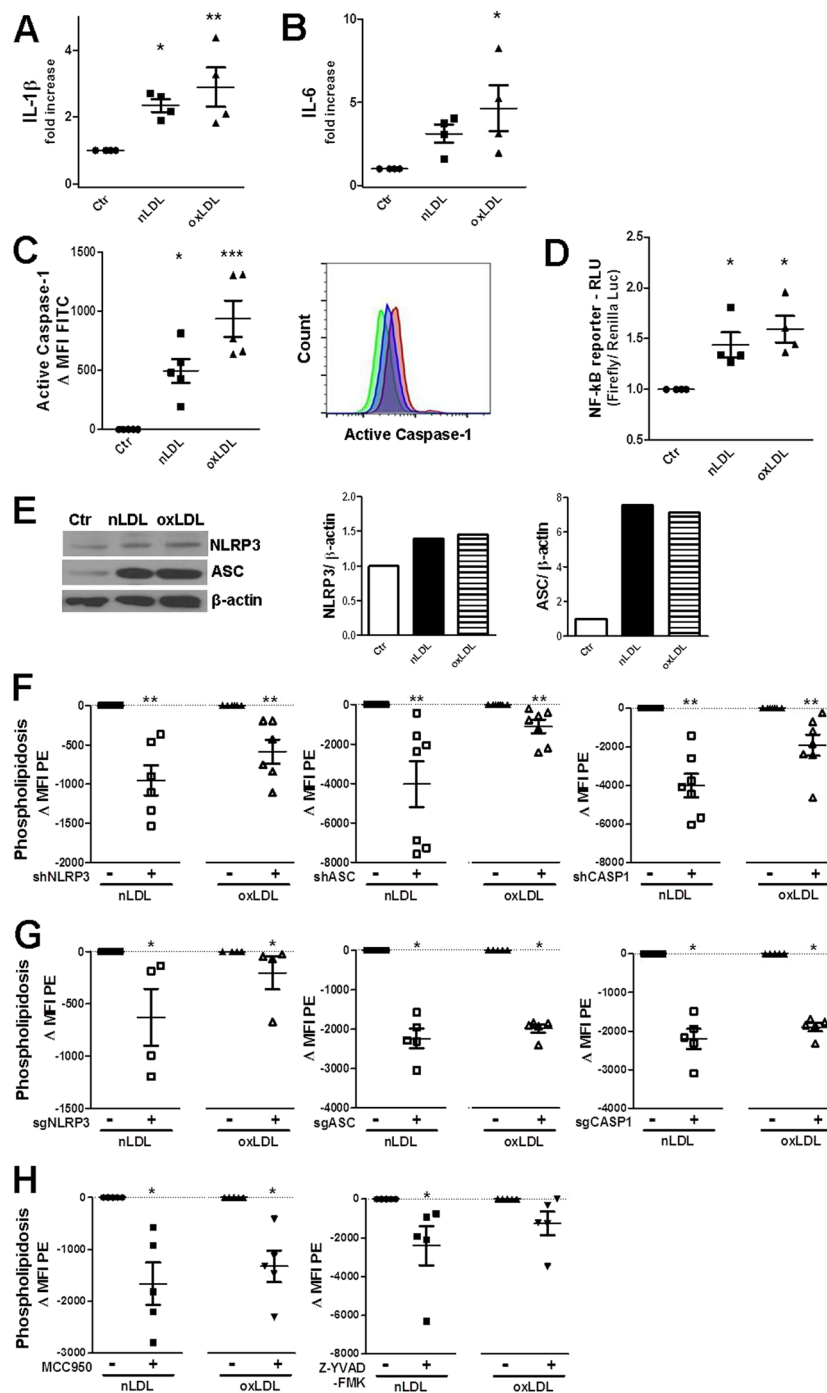 A
IL-1β
fold increase
4
2
0
*
**
Ctr
nLDL
oxLDL
B
IL-6
fold increase
10
5
0
*
Ctr
nLDL
oxLDL
C
Active Caspase-1
Δ MFI FITC
1500
1000
500
0
*
***
Ctr
nLDL
oxLDL
Count
Active Caspase-1
D
NF-kB reporter - RLU
(Firefly/ Renilla Luc)
2.5
2.0
1.5
1.0
0.5
*
*
Ctr
nLDL
oxLDL
E
Ctr nLDL oxLDL
NLRP3
ASC
β-actin
NLRP3/ β-actin
2.0
1.5
1.0
0.5
0.0
Ctr
nLDL
oxLDL
ASC/ β-actin
8
6
4
2
0
Ctr
nLDL
oxLDL
F
Phospholipidosis
Δ MFI PE
0
-500
-1000
-1500
-2000
** **
shNLRP3 - + - +
nLDL oxLDL
Δ MFI PE
0
-2000
-4000
-6000
-8000
** **
shASC - + - +
nLDL oxLDL
Δ MFI PE
0
-2000
-4000
-6000
-8000
** **
shCASP1 - + - +
nLDL oxLDL
G
Phospholipidosis
Δ MFI PE
0
-500
-1000
-1500
* *
sgNLRP3 - + - +
nLDL oxLDL
Δ MFI PE
0
-1000
-2000
-3000
-4000
* *
sgASC - + - +
nLDL oxLDL
Δ MFI PE
0
-1000
-2000
-3000
-4000
* *
sgCASP1 - + - +
nLDL oxLDL
H
Phospholipidosis
Δ MFI PE
0
-1000
-2000
-3000
* *
MCC950 - + - +
nLDL oxLDL
Δ MFI PE
0
-2000
-4000
-6000
-8000
*
Z-YVAD - + - +
-FMK nLDL oxLDL